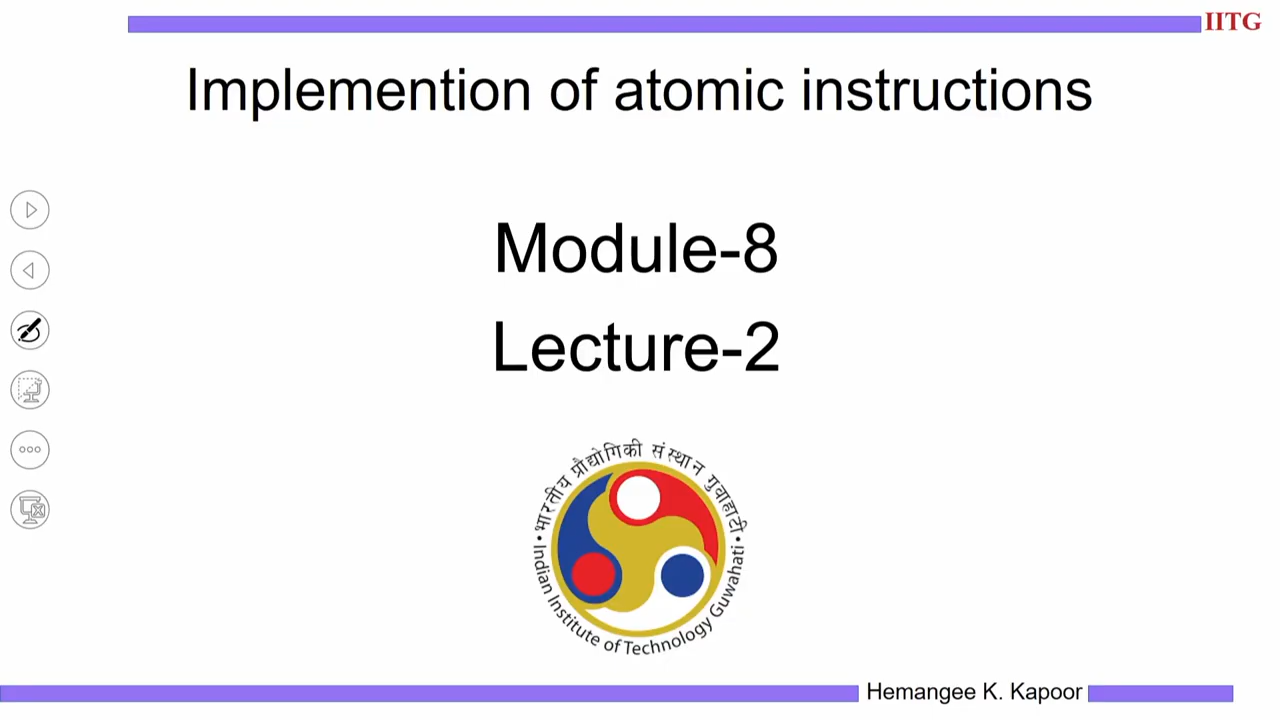 IITG
Implemention of atomic instructions
Module-8
Lecture-2
• भारतीय प्रौद्योगिकी संस्थान गुवाहाटी •
Indian Institute of Technology Guwahati
Hemangee K. Kapoor